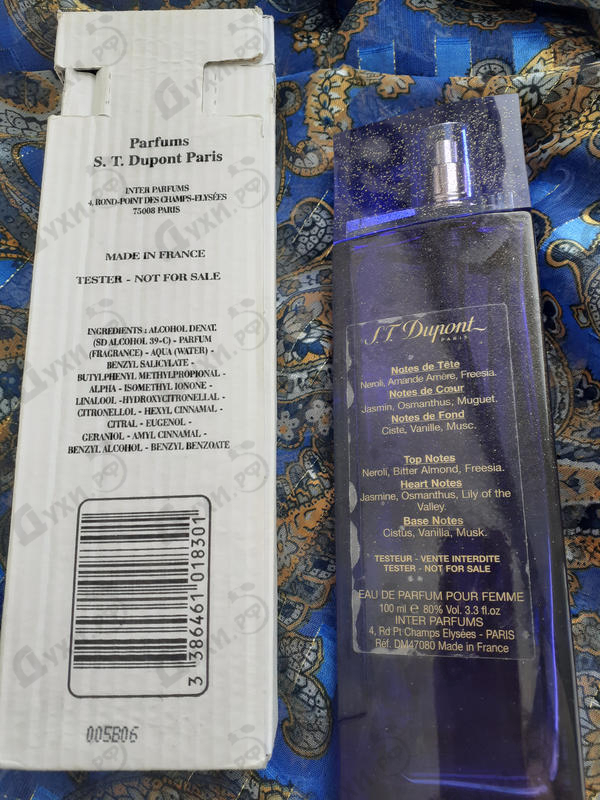 Parfums
S. T. Dupont Paris
INTER PARFUMS
4, ROND-POINT DES CHAMPS-ELYSÉES
75008 PARIS
MADE IN FRANCE
TESTER - NOT FOR SALE
INGREDIENTS : ALCOHOL DENAT.
(SD ALCOHOL 39-C) - PARFUM
(FRAGRANCE) - AQUA (WATER) -
BENZYL SALICYLATE -
BUTYLPHENYL METHYLPROPIONAL -
ALPHA - ISOMETHYL IONONE -
LINALOOL - HYDROXYCITRONELLAL -
CITRONELLOL - HEXYL CINNAMAL -
CITRAL - EUGENOL -
GERANIOL - AMYL CINNAMAL -
BENZYL ALCOHOL - BENZYL BENZOATE
3 386461 018301
005B06
S.T. Dupont
PARIS
Notes de Tête
Neroli, Amande Amère, Freesia.
Notes de Cœur
Jasmin, Osmanthus, Muguet.
Notes de Fond
Ciste, Vanille, Musc.
Top Notes
Neroli, Bitter Almond, Freesia.
Heart Notes
Jasmine, Osmanthus, Lily of the
Valley.
Base Notes
Cistus, Vanilla, Musk.
TESTEUR - VENTE INTERDITE
TESTER - NOT FOR SALE
EAU DE PARFUM POUR FEMME
100 ml e 80% Vol. 3.3 fl.oz
INTER PARFUMS
4, Rd Pt Champs Elysées - PARIS
Réf. DM47080 Made in France
Духи.рф